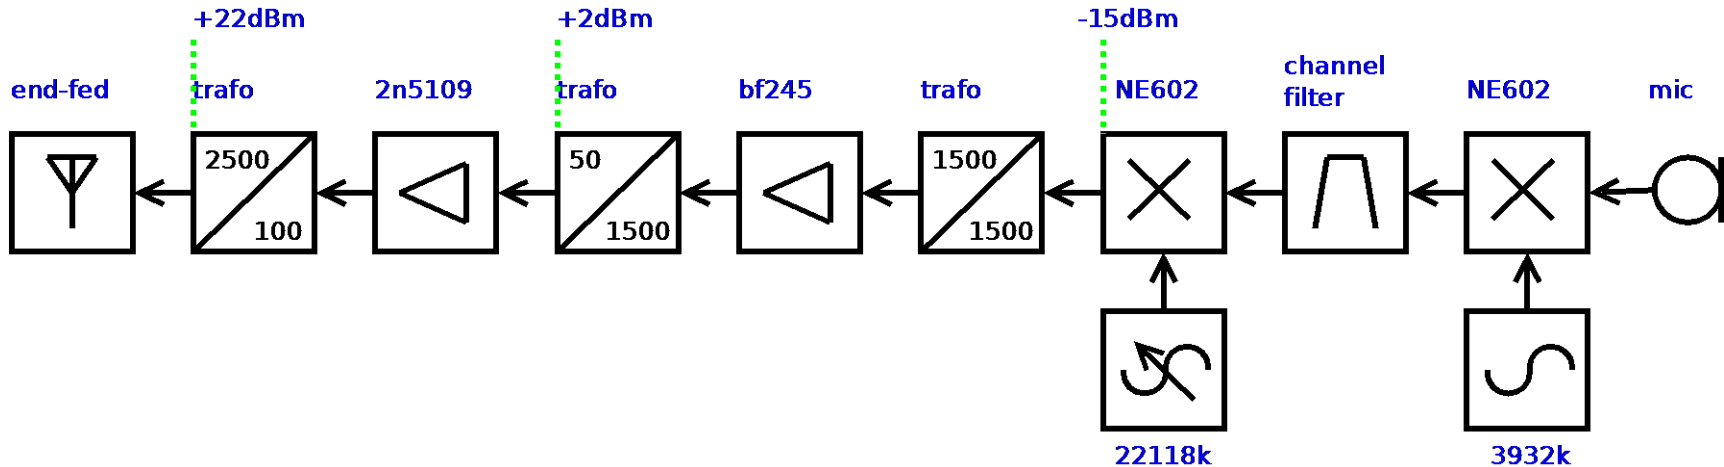 +22dBm
+2dBm
-15dBm
end-fed
trafo
2n5109
trafo
bf245
trafo
NE602
channel
filter
NE602
mic
2500
100
50
1500
1500
1500
22118k
3932k